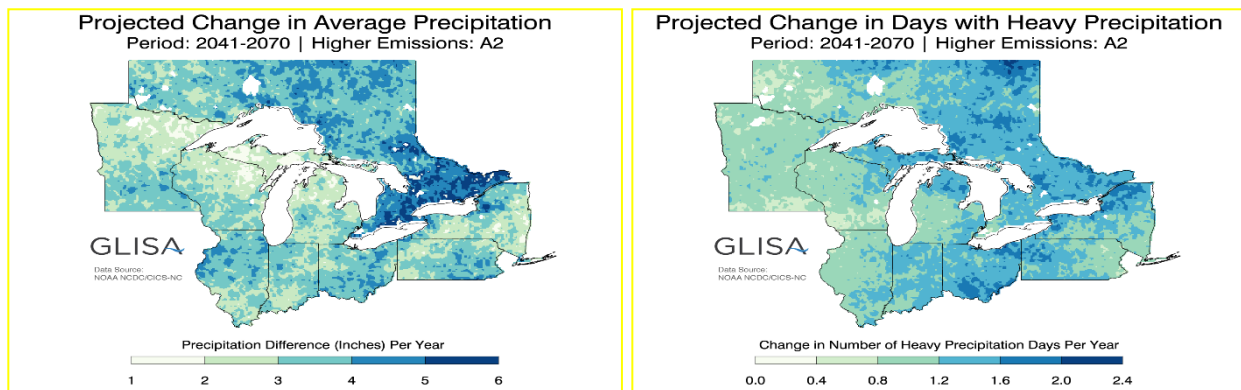 Projected Change in Average Precipitation
Period: 2041-2070 | Higher Emissions: A2
GLISA
Data Source:
NOAA NCDC/CICS-NC
Precipitation Difference (Inches) Per Year
1 2 3 4 5 6
Projected Change in Days with Heavy Precipitation
Period: 2041-2070 | Higher Emissions: A2
GLISA
Data Source:
NOAA NCDC/CICS-NC
Change in Number of Heavy Precipitation Days Per Year
0.0 0.4 0.8 1.2 1.6 2.0 2.4